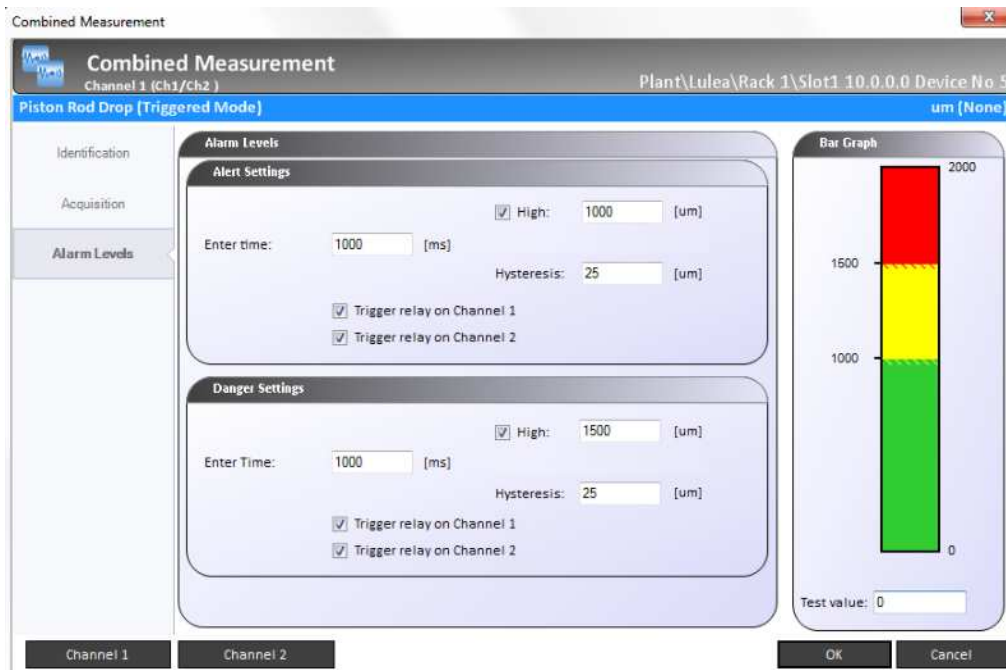 Combined Measurement
Combined Measurement
Channel 1 (Ch1/Ch2 )
Plant\Lulea\Rack 1\Slot1 10.0.0.0 Device No 5
Piston Rod Drop (Triggered Mode)
um (None)
Identification
Acquisition
Alarm Levels
Alarm Levels
Alert Settings
High: 1000 [um]
Enter time: 1000 [ms]
Hysteresis: 25 [um]
Trigger relay on Channel 1
Trigger relay on Channel 2
Danger Settings
High: 1500 [um]
Enter Time: 1000 [ms]
Hysteresis: 25 [um]
Trigger relay on Channel 1
Trigger relay on Channel 2
Bar Graph
2000
1500
1000
0
Test value: 0
Channel 1
Channel 2
OK
Cancel